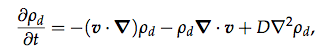 ∂ρ_d/∂t = −(𝒗 · ∇)ρ_d − ρ_d∇ · 𝒗 + D∇²ρ_d,